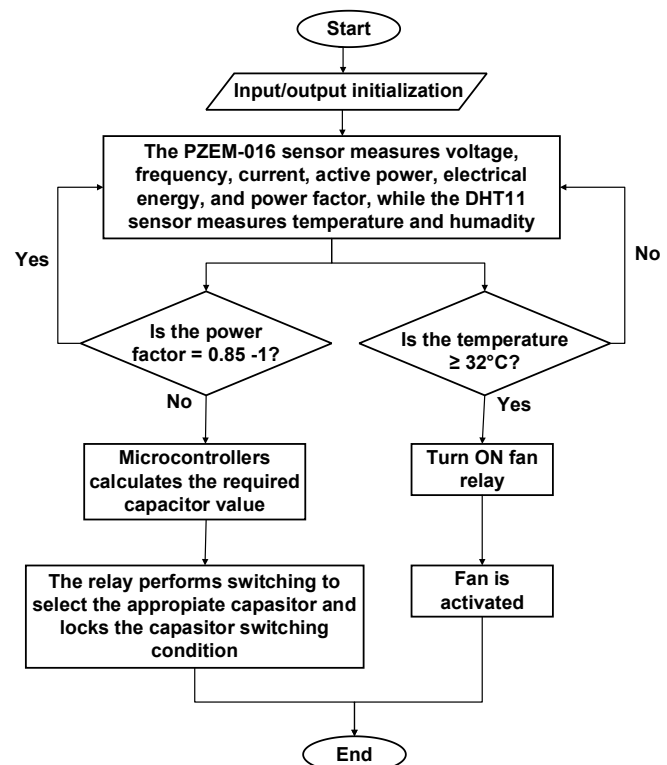 Start
Input/output initialization
The PZEM-016 sensor measures voltage,
frequency, current, active power, electrical
energy, and power factor, while the DHT11
sensor measures temperature and humadity
Yes
No
Is the power
factor = 0.85 -1?
Is the temperature
≥ 32°C?
No
Yes
Microcontrollers
calculates the required
capacitor value
Turn ON fan
relay
The relay performs switching to
select the appropiate capasitor and
locks the capasitor switching
condition
Fan is
activated
End